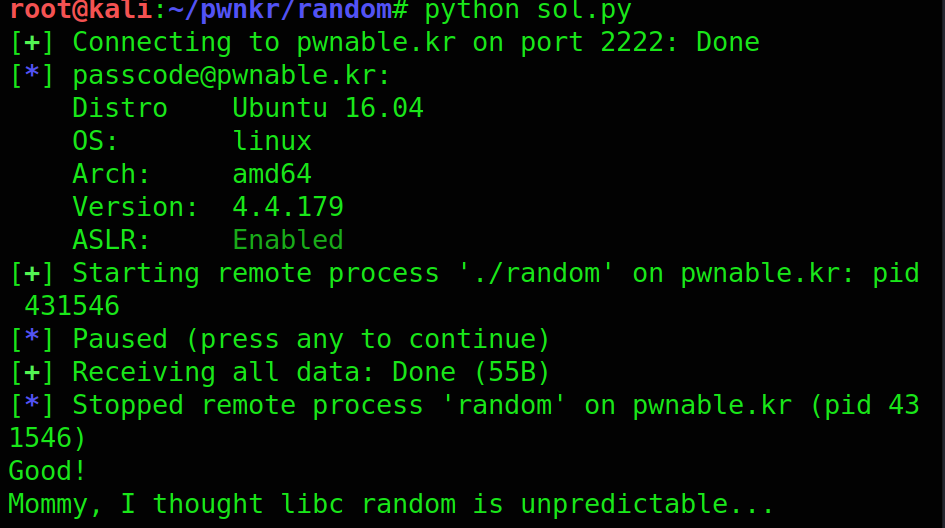 root@kali:~/pwnkr/random# python sol.py
[+] Connecting to pwnable.kr on port 2222: Done
[*] passcode@pwnable.kr:
    Distro    Ubuntu 16.04
    OS:       linux
    Arch:     amd64
    Version:  4.4.179
    ASLR:     Enabled
[+] Starting remote process './random' on pwnable.kr: pid
 431546
[*] Paused (press any to continue)
[+] Receiving all data: Done (55B)
[*] Stopped remote process 'random' on pwnable.kr (pid 43
1546)
Good!
Mommy, I thought libc random is unpredictable...